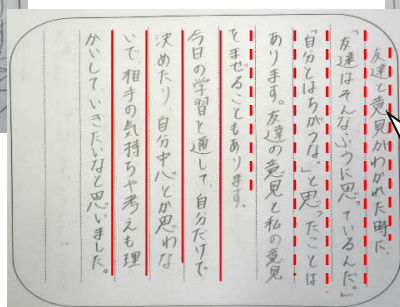 友達と意見がわかれた時に、
「友達はそんなふうに思っているんだ。」
「自分とはちがうな。」と思ったことは
あります。友達の意見と私の意見
をまぜることもあります。
今日の学習を通して、自分だけで
決めたり、自分中心とか思わな
いで、相手の気持ちや考えも理
かいしていきたいなと思いました。